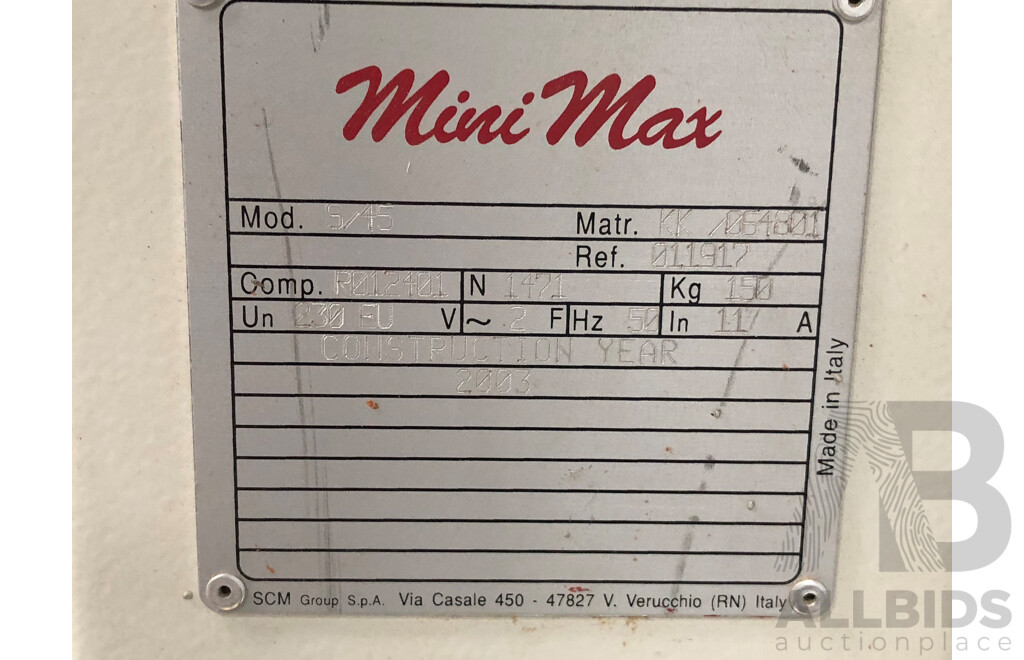 Mini Max
Mod. S/45 Matr. KK /064801
Ref. 011917
Comp. R012401 N 1471 Kg 150
Un 230 EU V ~ 2 F Hz 50 In 11/ A
CONSTRUCTION YEAR
2003
Made in Italy
SCM Group S.p.A. Via Casale 450 - 47827 V. Verucchio (RN) Italy
AB
ALLBIDS
auctionplace